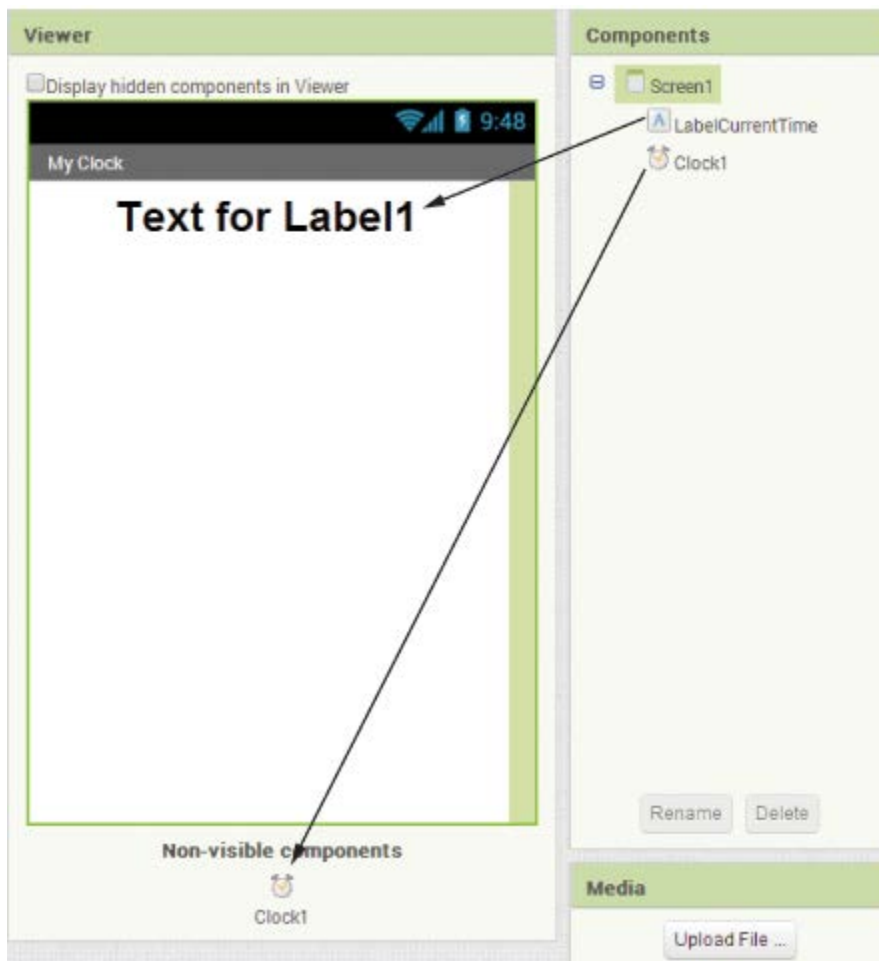 Viewer
Display hidden components in Viewer
9:48
My Clock
Text for Label1
Non-visible components
Clock1
Components
Screen1
LabelCurrentTime
Clock1
Rename Delete
Media
Upload File ...